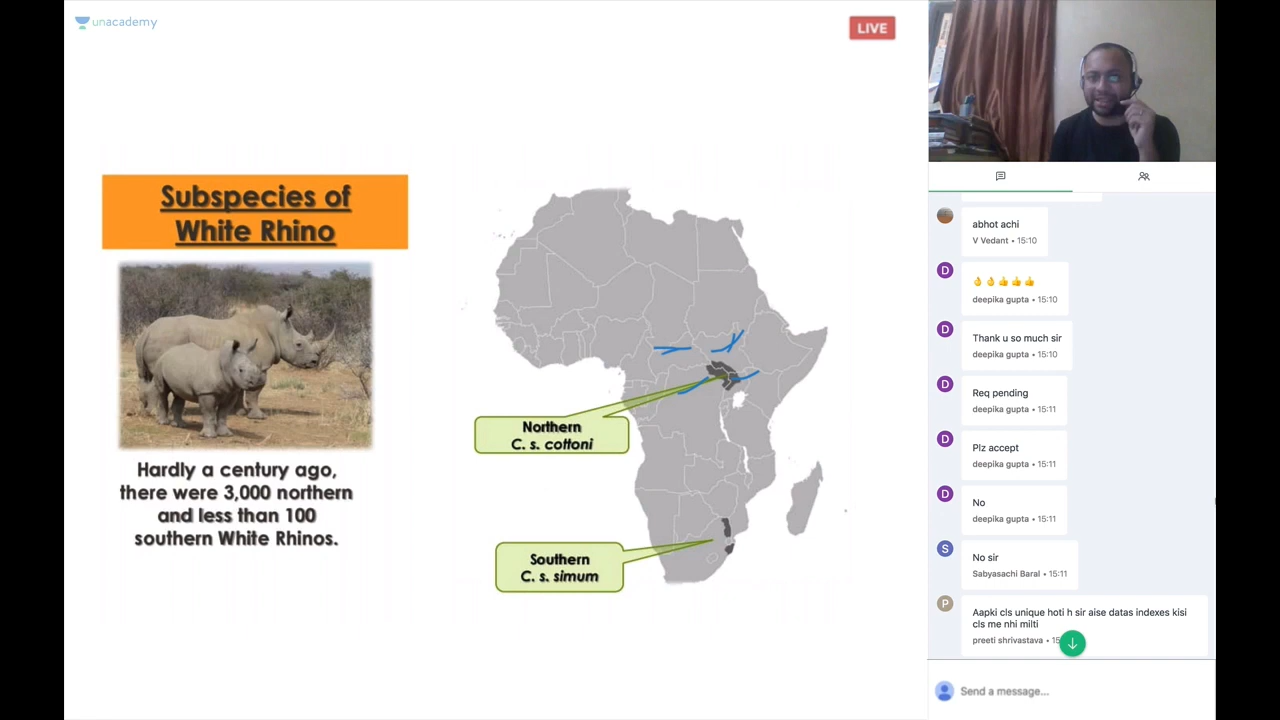 unacademy
LIVE
Subspecies of
White Rhino
Hardly a century ago,
there were 3,000 northern
and less than 100
southern White Rhinos.
Northern
C. s. cottoni
Southern
C. s. simum
abhot achi
V Vedant • 15:10
D
👌👌👍👍👍
deepika gupta • 15:10
D
Thank u so much sir
deepika gupta • 15:10
D
Req pending
deepika gupta • 15:11
D
Plz accept
deepika gupta • 15:11
D
No
deepika gupta • 15:11
S
No sir
Sabyasachi Baral • 15:11
P
Aapki cls unique hoti h sir aise datas indexes kisi
cls me nhi milti
preeti shrivastava • 15
Send a message...